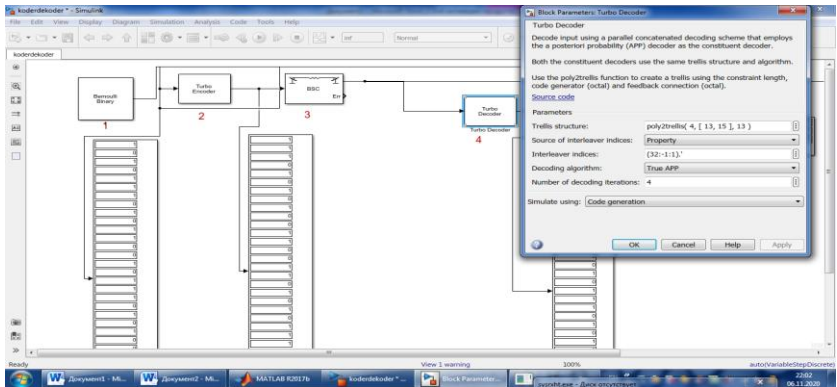 koderdekoder * - Simulink
File Edit View Display Diagram Simulation Analysis Code Tools Help
inf
Normal
koderdekoder
Bernoulli
Binary
1
Turbo
Encoder
2
BSC
Err
3
Turbo
Decoder
Turbo Decoder
4
Block Parameters: Turbo Decoder
Turbo Decoder
Decode input using a parallel concatenated decoding scheme that employs
the a posteriori probability (APP) decoder as the constituent decoder.
Both the constituent decoders use the same trellis structure and algorithm.
Use the poly2trellis function to create a trellis using the constraint length,
code generator (octal) and feedback connection (octal).
Source code
Parameters
Trellis structure: poly2trellis( 4, [ 13, 15 ], 13 )
Source of interleaver indices: Property
Interleaver indices: (32:-1:1).'
Decoding algorithm: True APP
Number of decoding iterations: 4
Simulate using: Code generation
OK Cancel Help Apply
Ready
View 1 warning
100%
auto(VariableStepDiscrete)
Документ1 - Mi...
Документ2 - Mi...
MATLAB R2017b
koderdekoder * ...
Block Parameter...
sysrqhit.exe - Диск отсутствует
22:02
06.11.2020